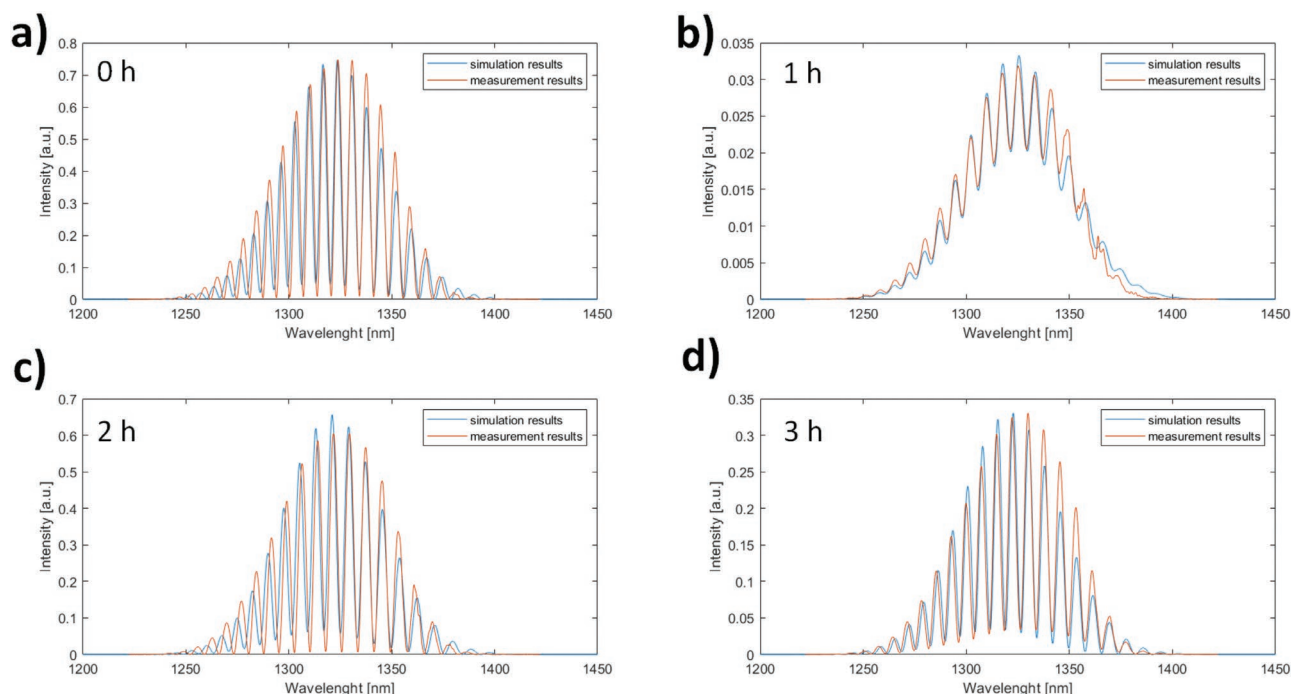 a)
0 h
0.8
0.7
0.6
0.5
0.4
0.3
0.2
0.1
0
Intensity [a.u.]
simulation results
measurement results
1200 1250 1300 1350 1400 1450
Wavelenght [nm]
b)
1 h
0.035
0.03
0.025
0.02
0.015
0.01
0.005
0
Intensity [a.u.]
simulation results
measurement results
1200 1250 1300 1350 1400 1450
Wavelenght [nm]
c)
2 h
0.7
0.6
0.5
0.4
0.3
0.2
0.1
0
Intensity [a.u.]
simulation results
measurement results
1200 1250 1300 1350 1400 1450
Wavelenght [nm]
d)
3 h
0.35
0.3
0.25
0.2
0.15
0.1
0.05
0
Intensity [a.u.]
simulation results
measurement results
1200 1250 1300 1350 1400 1450
Wavelenght [nm]